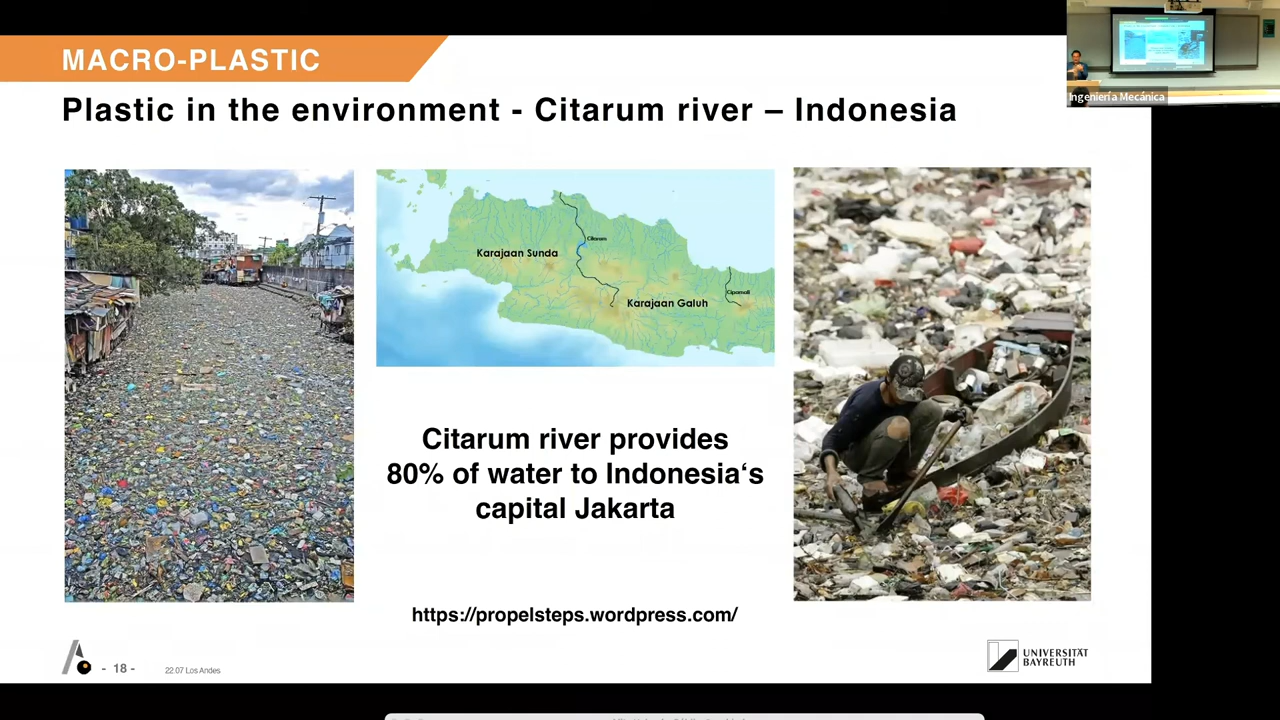 MACRO-PLASTIC
Ingeniería Mecánica
Plastic in the environment - Citarum river – Indonesia
Citarum
Karajaan Sunda
Cipamali
Karajaan Galuh
Citarum river provides
80% of water to Indonesia‘s
capital Jakarta
https://propelsteps.wordpress.com/
- 18 -
22.07 Los Andes
UNIVERSITÄT
BAYREUTH